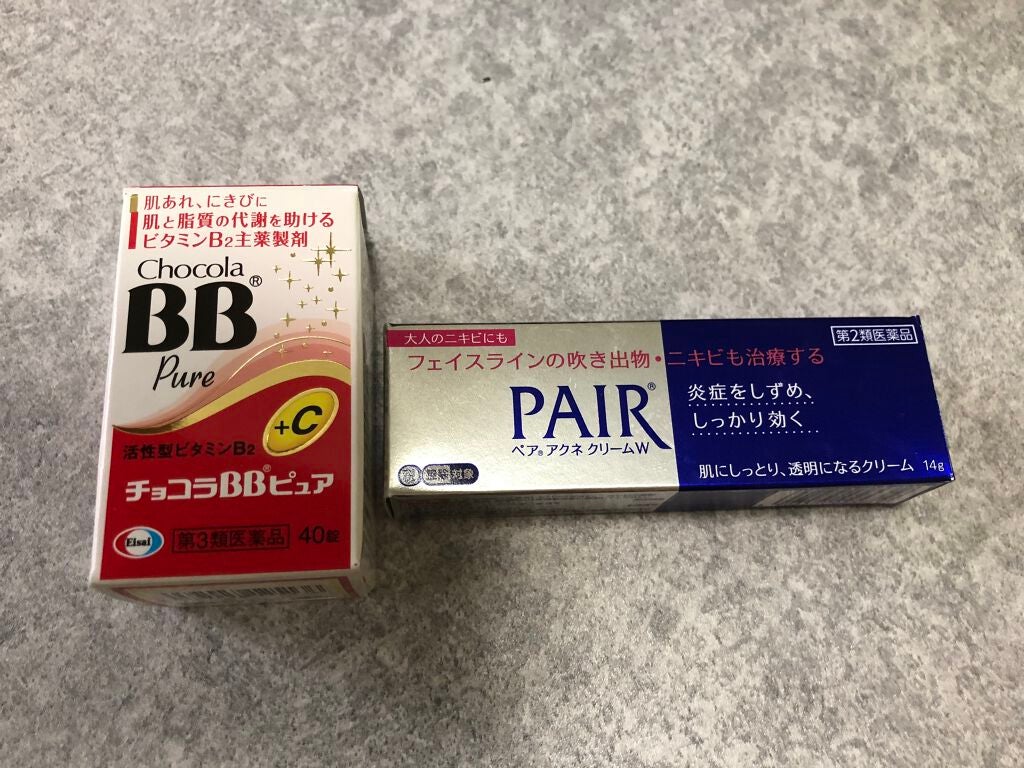 肌あれ、にきびに
肌と脂質の代謝を助ける
ビタミンB2主薬製剤
Chocola
BB®
Pure
+C
活性型ビタミンB2
チョコラBB®ピュア
Eisai
第3類医薬品 40錠
大人のニキビにも
フェイスラインの吹き出物・ニキビも治療する
第2類医薬品
PAIR®
ペア®アクネ クリームW
炎症をしずめ、
しっかり効く
肌にしっとり、透明になるクリーム 14g
控除対象